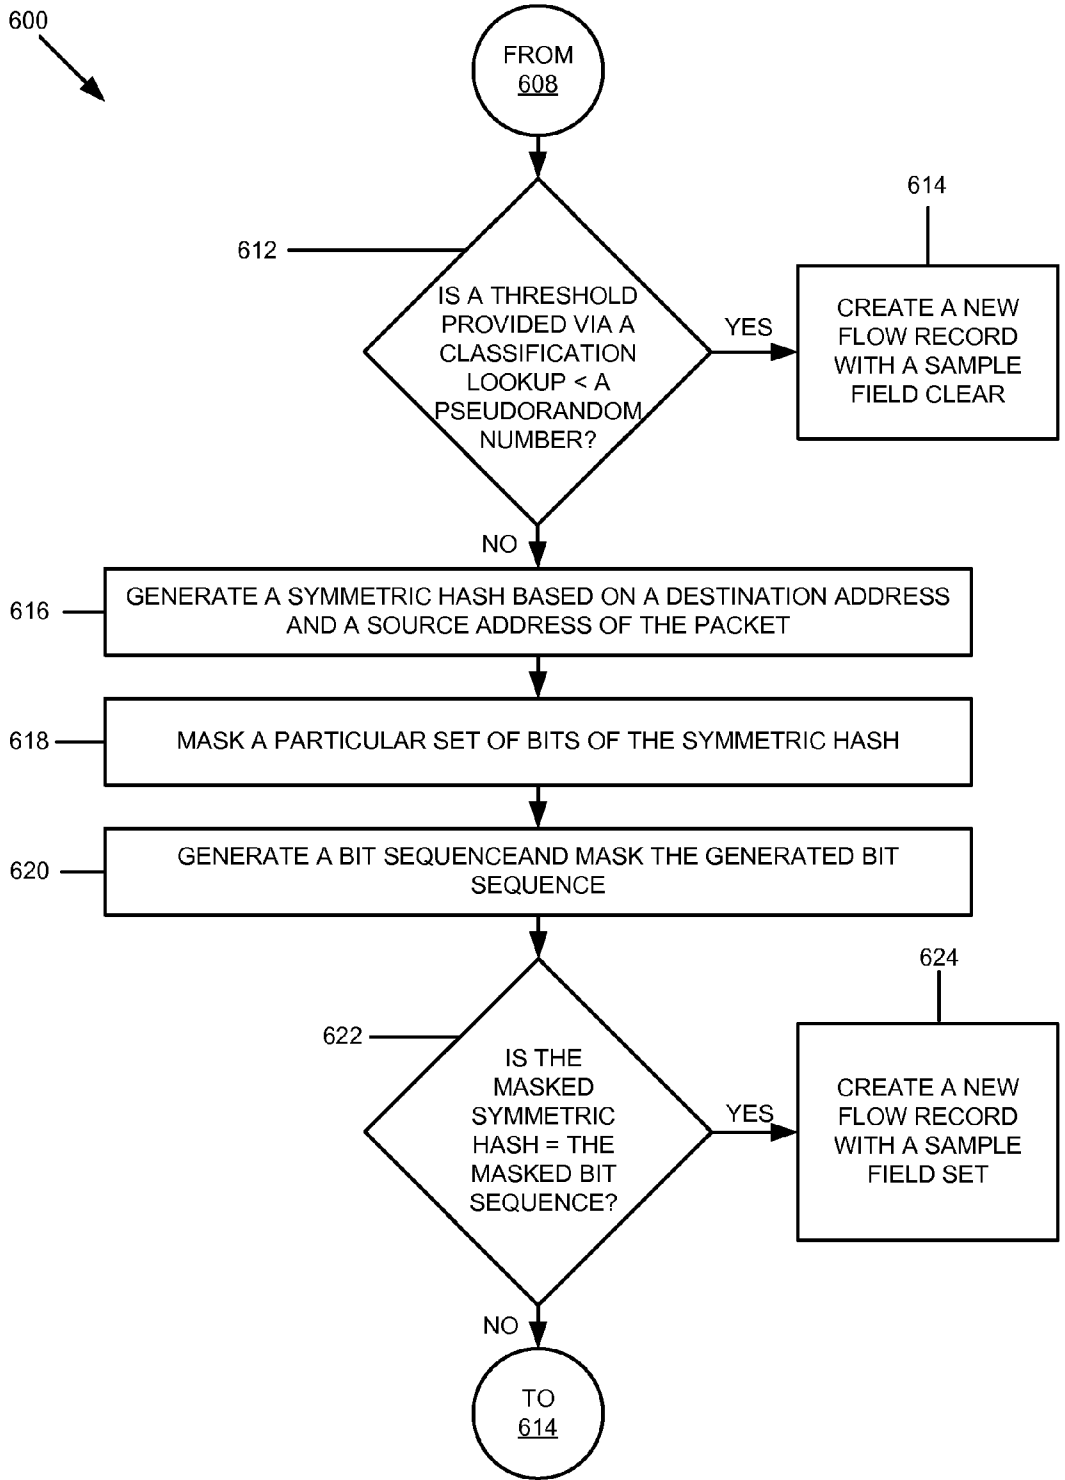 600
FROM
608
612
IS A THRESHOLD
PROVIDED VIA A
CLASSIFICATION
LOOKUP < A
PSEUDORANDOM
NUMBER?
YES
614
CREATE A NEW
FLOW RECORD
WITH A SAMPLE
FIELD CLEAR
NO
616
GENERATE A SYMMETRIC HASH BASED ON A DESTINATION ADDRESS
AND A SOURCE ADDRESS OF THE PACKET
618
MASK A PARTICULAR SET OF BITS OF THE SYMMETRIC HASH
620
GENERATE A BIT SEQUENCEAND MASK THE GENERATED BIT
SEQUENCE
622
IS THE
MASKED
SYMMETRIC
HASH = THE
MASKED BIT
SEQUENCE?
YES
624
CREATE A NEW
FLOW RECORD
WITH A SAMPLE
FIELD SET
NO
TO
614